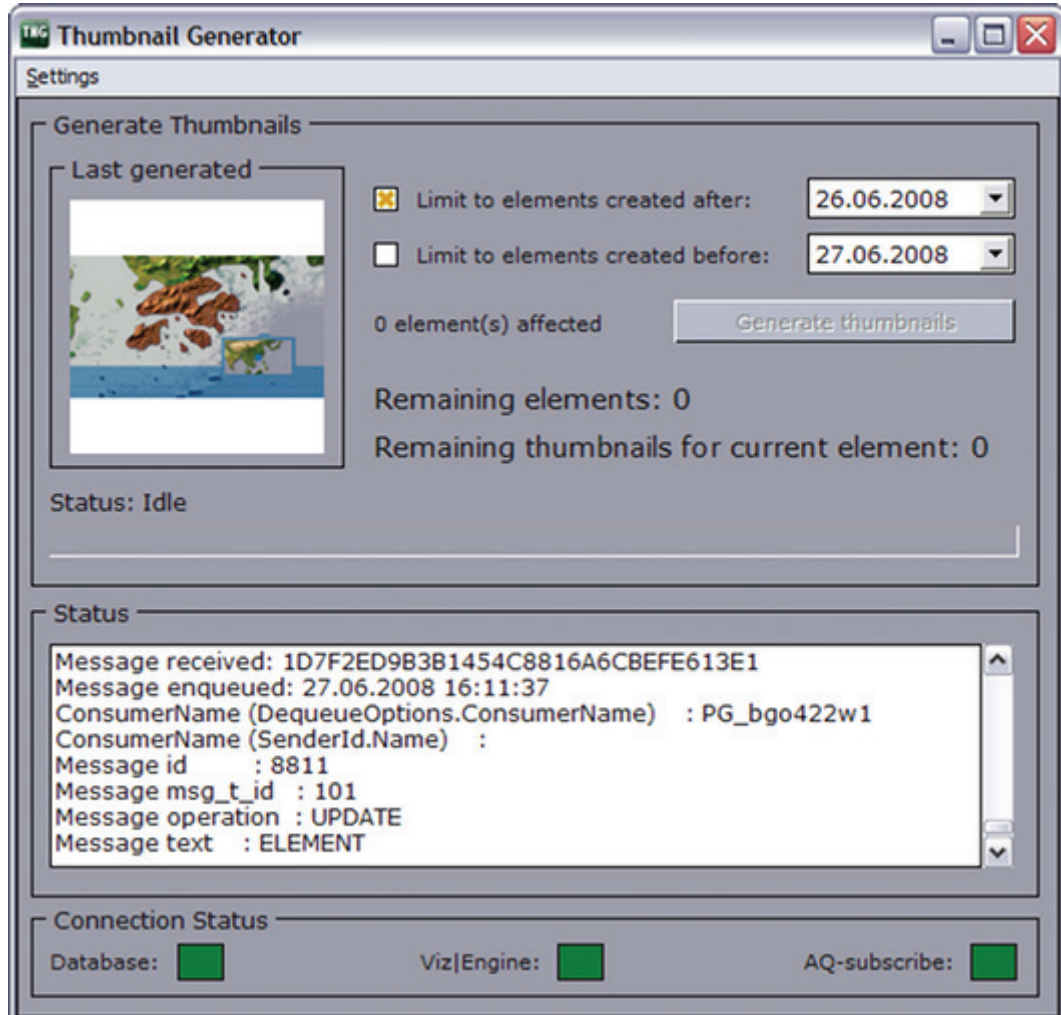 TNG Thumbnail Generator
Settings
Generate Thumbnails
Last generated
Limit to elements created after: 26.06.2008
Limit to elements created before: 27.06.2008
0 element(s) affected Generate thumbnails
Remaining elements: 0
Remaining thumbnails for current element: 0
Status: Idle
Status
Message received: 1D7F2ED9B3B1454C8816A6CBEFE613E1
Message enqueued: 27.06.2008 16:11:37
ConsumerName (DequeueOptions.ConsumerName) : PG_bgo422w1
ConsumerName (SenderId.Name) :
Message id : 8811
Message msg_t_id : 101
Message operation : UPDATE
Message text : ELEMENT
Connection Status
Database: Viz|Engine: AQ-subscribe: